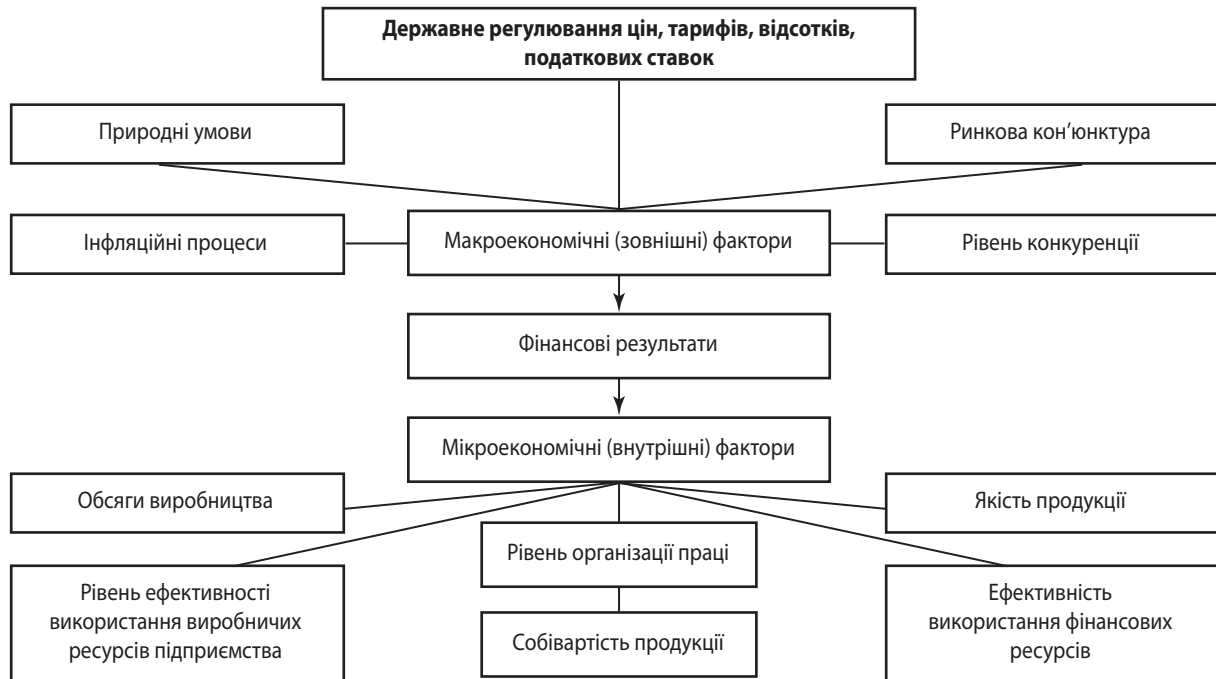 Державне регулювання цін, тарифів, відсотків,
податкових ставок
Природні умови
Ринкова кон’юнктура
Інфляційні процеси
Макроекономічні (зовнішні) фактори
Рівень конкуренції
Фінансові результати
Мікроекономічні (внутрішні) фактори
Обсяги виробництва
Якість продукції
Рівень організації праці
Рівень ефективності
використання виробничих
ресурсів підприємства
Собівартість продукції
Ефективність
використання фінансових
ресурсів